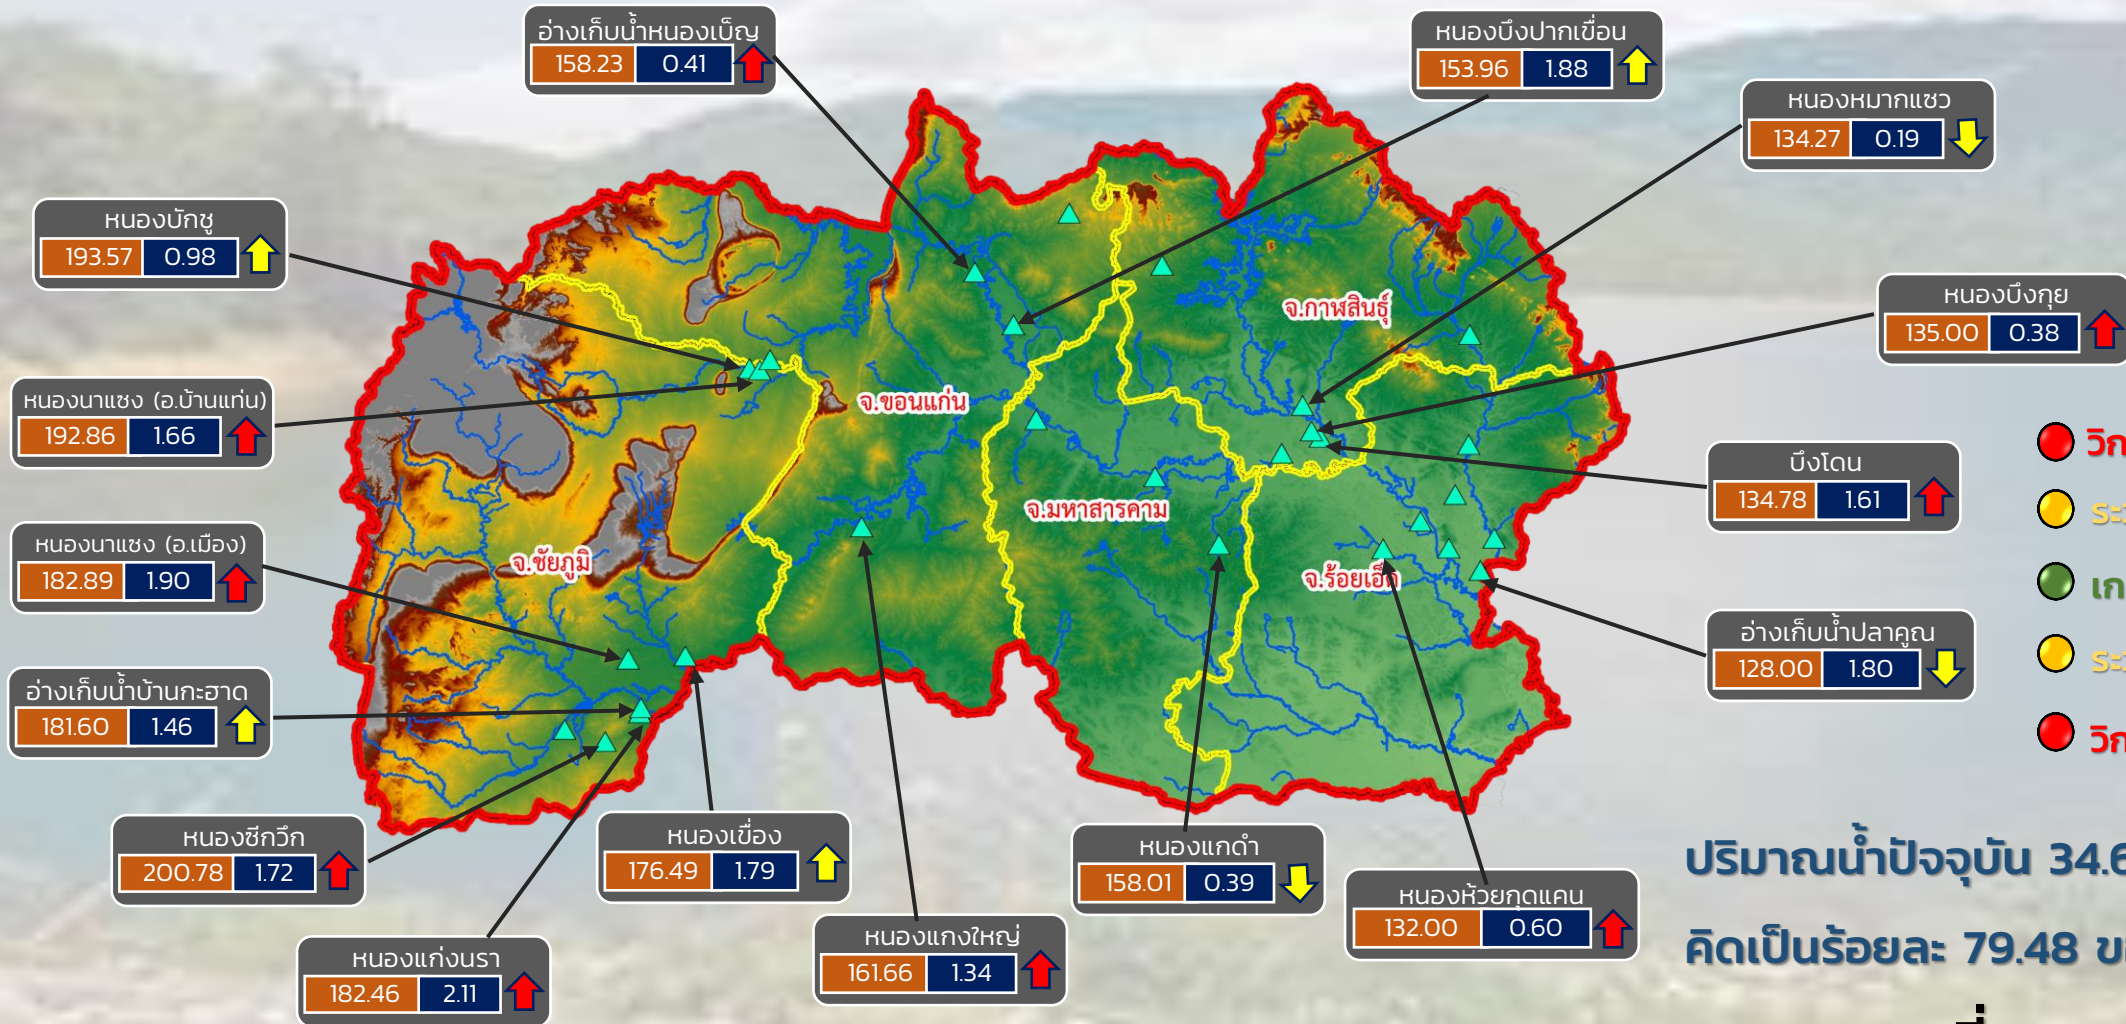 อ่างเก็บน้ำหนองเบ็ญ
158.23 0.41
หนองบึงปากเขื่อน
153.96 1.88
หนองหมากแซว
134.27 0.19
หนองบักซู
193.57 0.98
หนองบึงกุย
135.00 0.38
จ.กาฬสินธุ์
หนองนาแซง (อ.บ้านแท่น)
192.86 1.66
จ.ขอนแก่น
บึงโดน
134.78 1.61
จ.มหาสารคาม
หนองนาแซง (อ.เมือง)
182.89 1.90
จ.ชัยภูมิ
จ.ร้อยเอ็ด
อ่างเก็บน้ำปลาคูณ
128.00 1.80
อ่างเก็บน้ำบ้านกะฮาด
181.60 1.46
หนองซีกวึก
200.78 1.72
หนองเขื่อง
176.49 1.79
หนองแกดำ
158.01 0.39
หนองห้วยกุดแคน
132.00 0.60
หนองแก่งนรา
182.46 2.11
หนองแกงใหญ่
161.66 1.34
วิก
ระ
เก
ระ
วิก
ปริมาณน้ำปัจจุบัน 34.6
คิดเป็นร้อยละ 79.48 ข